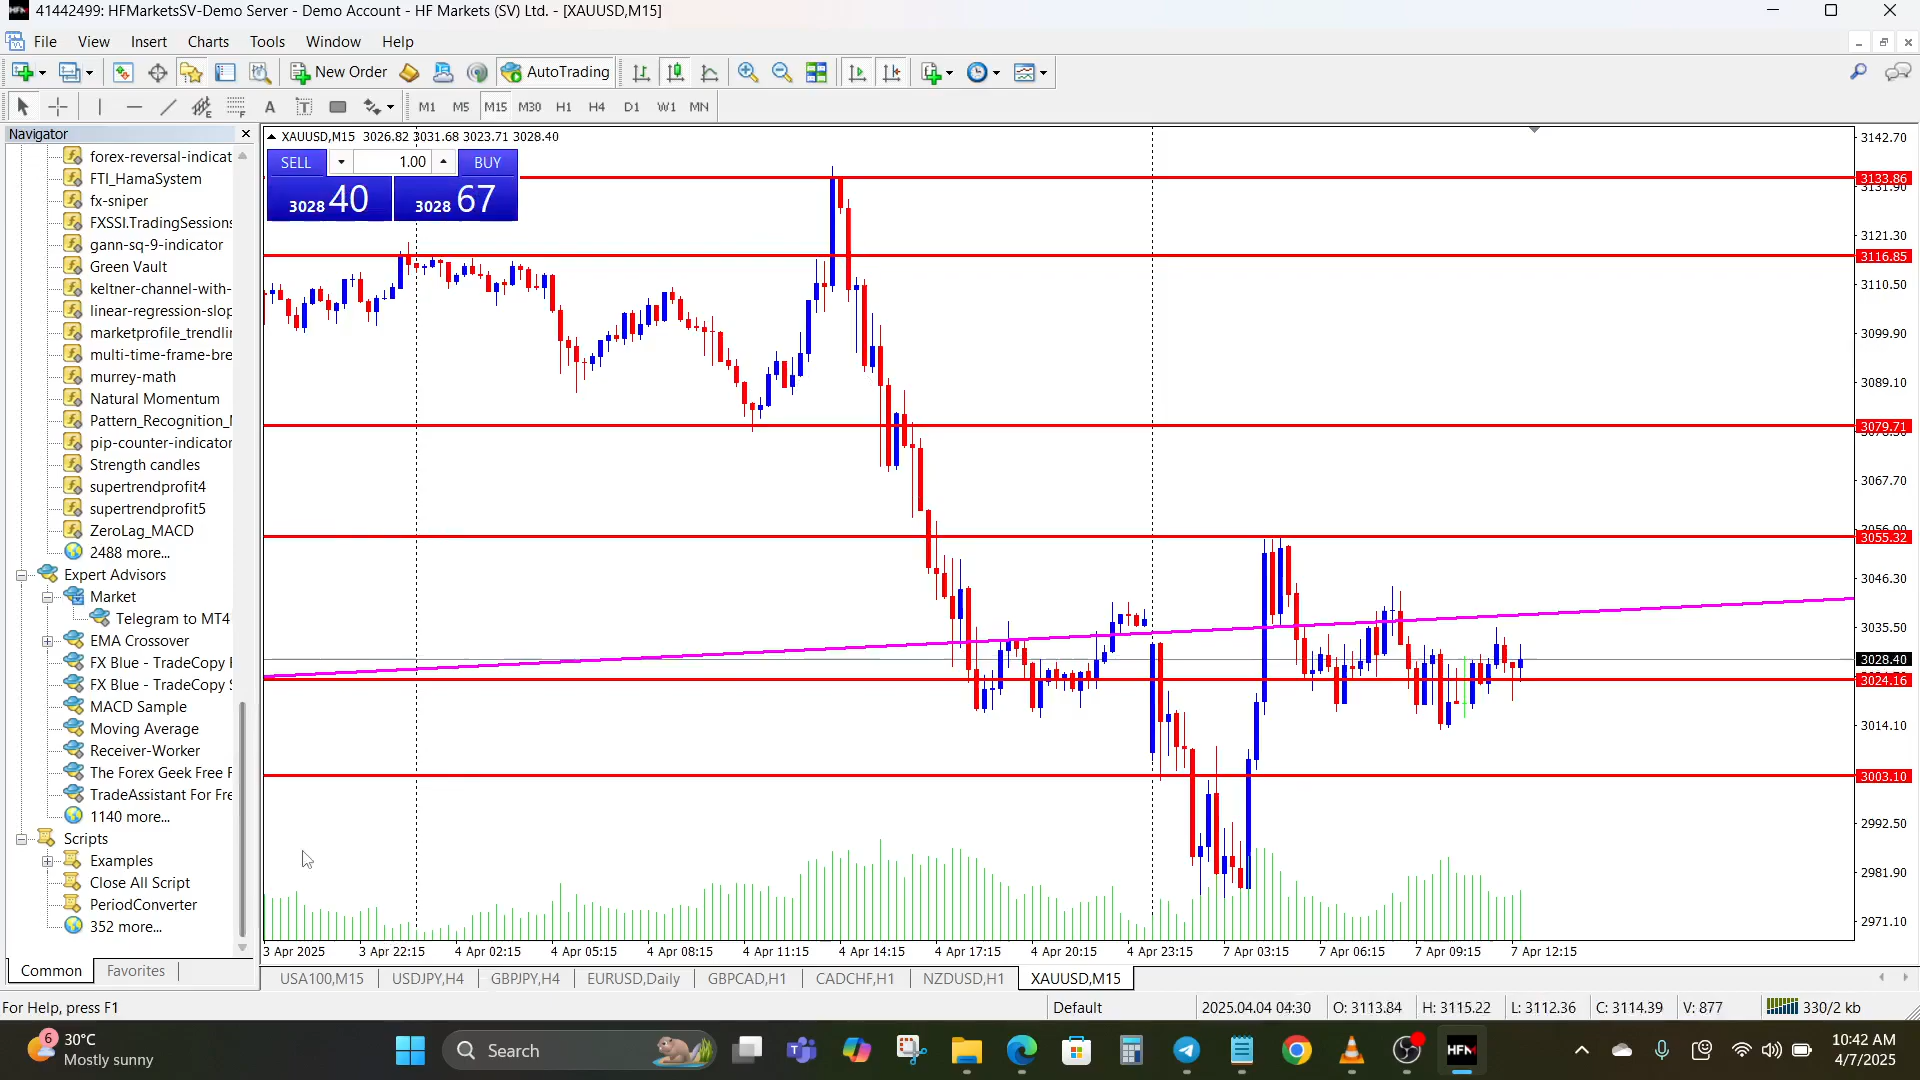 41442499: HFMarketsSV-Demo Server - Demo Account - HF Markets (SV) Ltd. - [XAUUSD,M15]
File View Insert Charts Tools Window Help
New Order AutoTrading
M1 M5 M15 M30 H1 H4 D1 W1 MN
Navigator
forex-reversal-indicat
FTI_HamaSystem
fx-sniper
FXSSI.TradingSessions
gann-sq-9-indicator
Green Vault
keltner-channel-with-
linear-regression-slop
marketprofile_trendlin
multi-time-frame-bre
murrey-math
Natural Momentum
Pattern_Recognition_
pip-counter-indicator
Strength candles
supertrendprofit4
supertrendprofit5
ZeroLag_MACD
2488 more...
Expert Advisors
Market
Telegram to MT4
EMA Crossover
FX Blue - TradeCopy
FX Blue - TradeCopy
MACD Sample
Moving Average
Receiver-Worker
The Forex Geek Free
TradeAssistant For Fre
1140 more...
Scripts
Examples
Close All Script
PeriodConverter
352 more...
Common Favorites
XAUUSD,M15 3026.82 3031.68 3023.71 3028.40
SELL 1.00 BUY
3028 40 3028 67
3142.70
3133.86
3133.90
3121.30
3116.85
3110.50
3099.90
3089.10
3079.71
3067.70
3055.32
3046.30
3035.50
3028.40
3024.16
3014.10
3003.10
2992.50
2981.90
2971.10
3 Apr 2025 3 Apr 22:15 4 Apr 02:15 4 Apr 05:15 4 Apr 08:15 4 Apr 11:15 4 Apr 14:15 4 Apr 17:15 4 Apr 20:15 4 Apr 23:15 7 Apr 03:15 7 Apr 06:15 7 Apr 09:15 7 Apr 12:15
USA100,M15 USDJPY,H4 GBPJPY,H4 EURUSD,Daily GBPCAD,H1 CADCHF,H1 NZDUSD,H1 XAUUSD,M15
For Help, press F1 Default 2025.04.04 04:30 O: 3113.84 H: 3115.22 L: 3112.36 C: 3114.39 V: 877 330/2 kb
6 30°C
Mostly sunny
Search
HFM
10:42 AM
4/7/2025